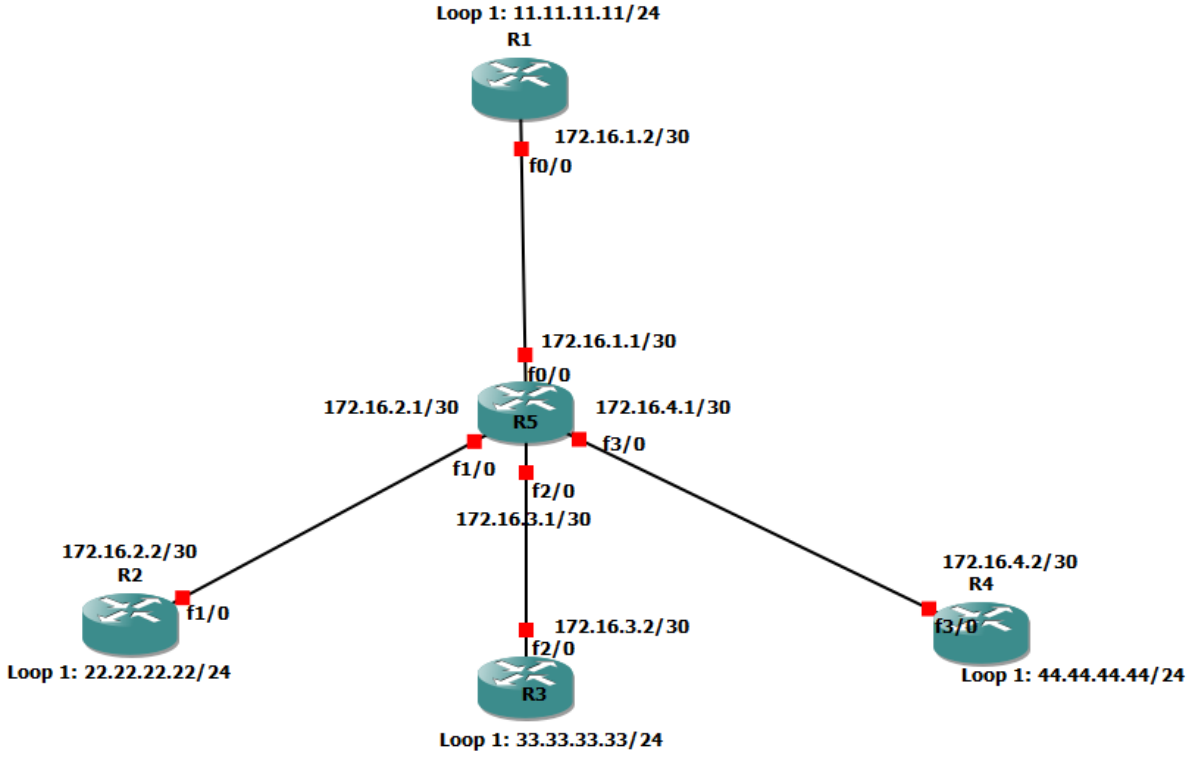 Loop 1: 11.11.11.11/24
R1
172.16.1.2/30
f0/0
172.16.1.1/30
f0/0
172.16.2.1/30
R5
172.16.4.1/30
f1/0
f3/0
f2/0
172.16.3.1/30
172.16.2.2/30
R2
f1/0
Loop 1: 22.22.22.22/24
172.16.3.2/30
f2/0
R3
Loop 1: 33.33.33.33/24
172.16.4.2/30
R4
f3/0
Loop 1: 44.44.44.44/24